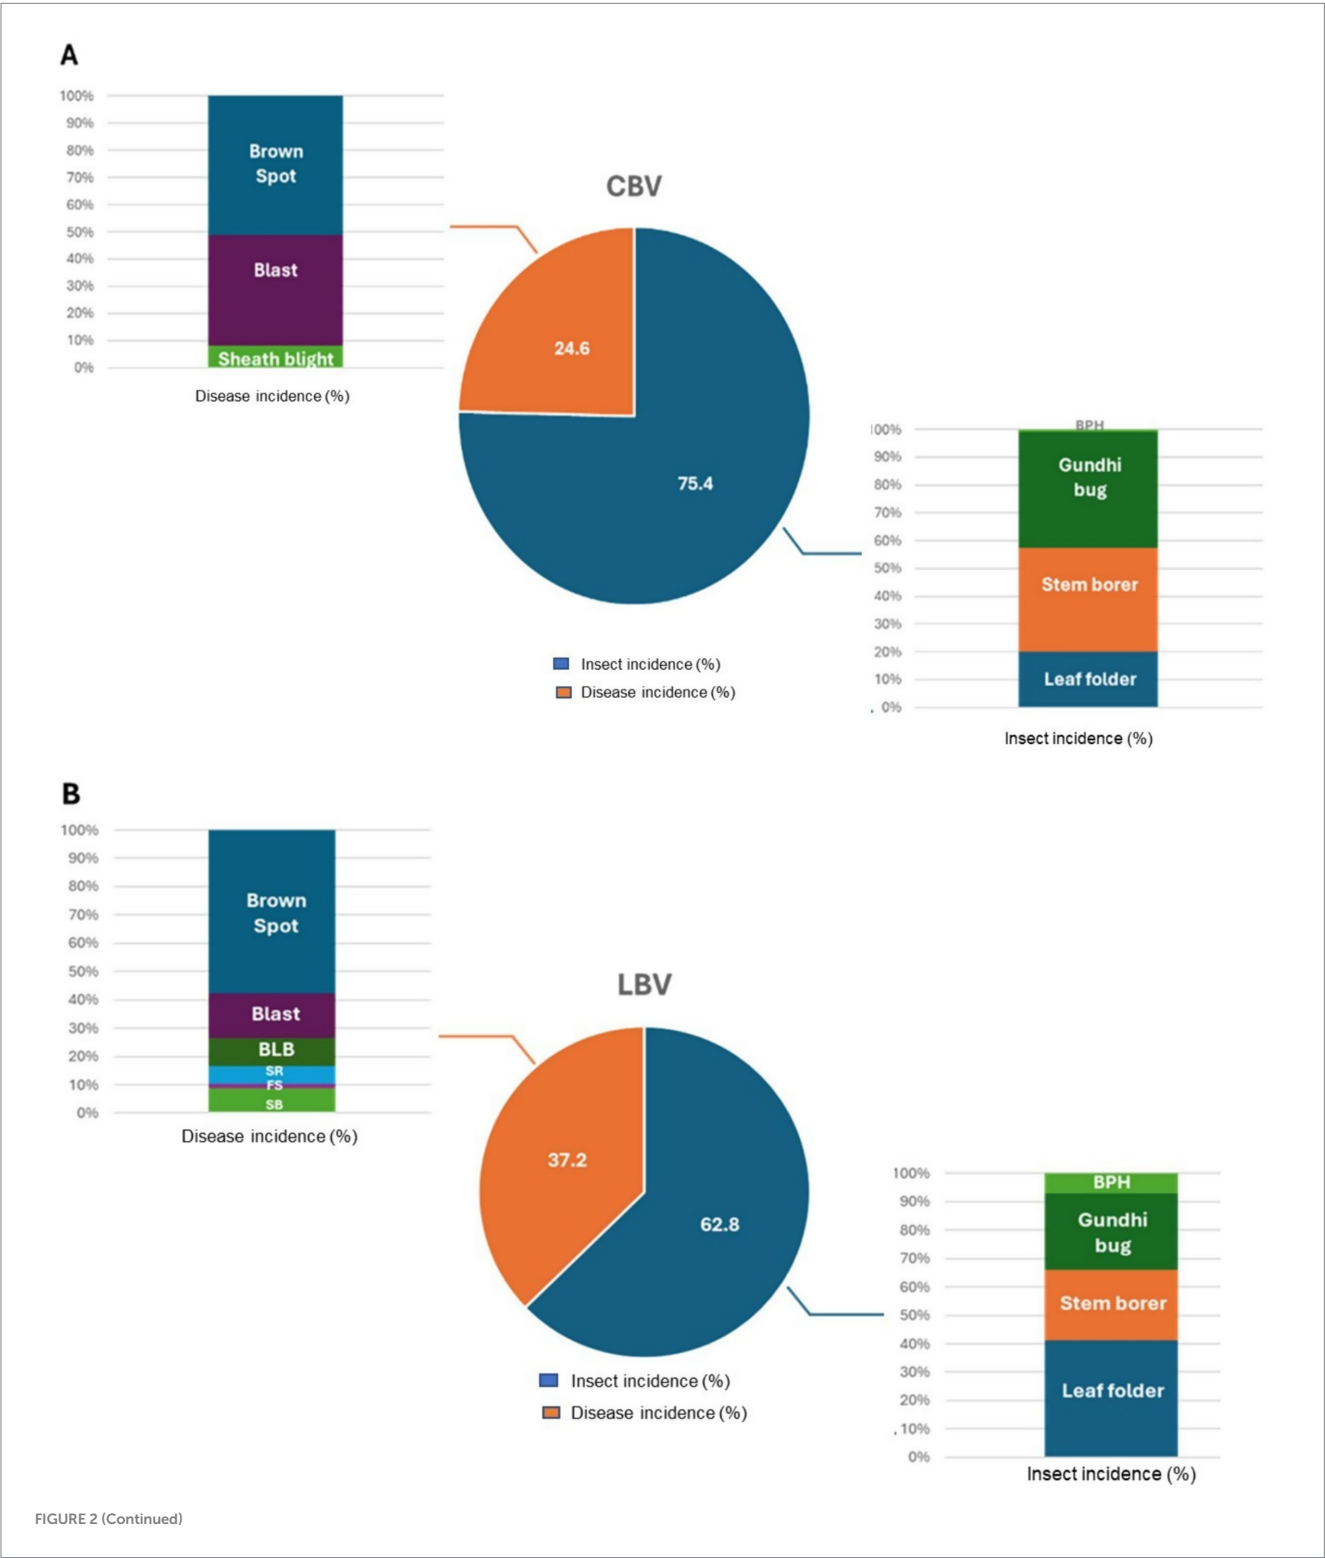 A
100%
90%
80%
70%
60%
50%
40%
30%
20%
10%
0%
Brown
Spot
Blast
Sheath blight
Disease incidence (%)
CBV
24.6
75.4
Insect incidence (%)
Disease incidence (%)
100%
90%
80%
70%
60%
50%
40%
30%
20%
10%
0%
BPH
Gundhi
bug
Stem borer
Leaf folder
Insect incidence (%)
B
100%
90%
80%
70%
60%
50%
40%
30%
20%
10%
0%
Brown
Spot
Blast
BLB
SR
FS
SB
Disease incidence (%)
LBV
37.2
62.8
Insect incidence (%)
Disease incidence (%)
100%
90%
80%
70%
60%
50%
40%
30%
20%
10%
0%
BPH
Gundhi
bug
Stem borer
Leaf folder
Insect incidence (%)
FIGURE 2 (Continued)